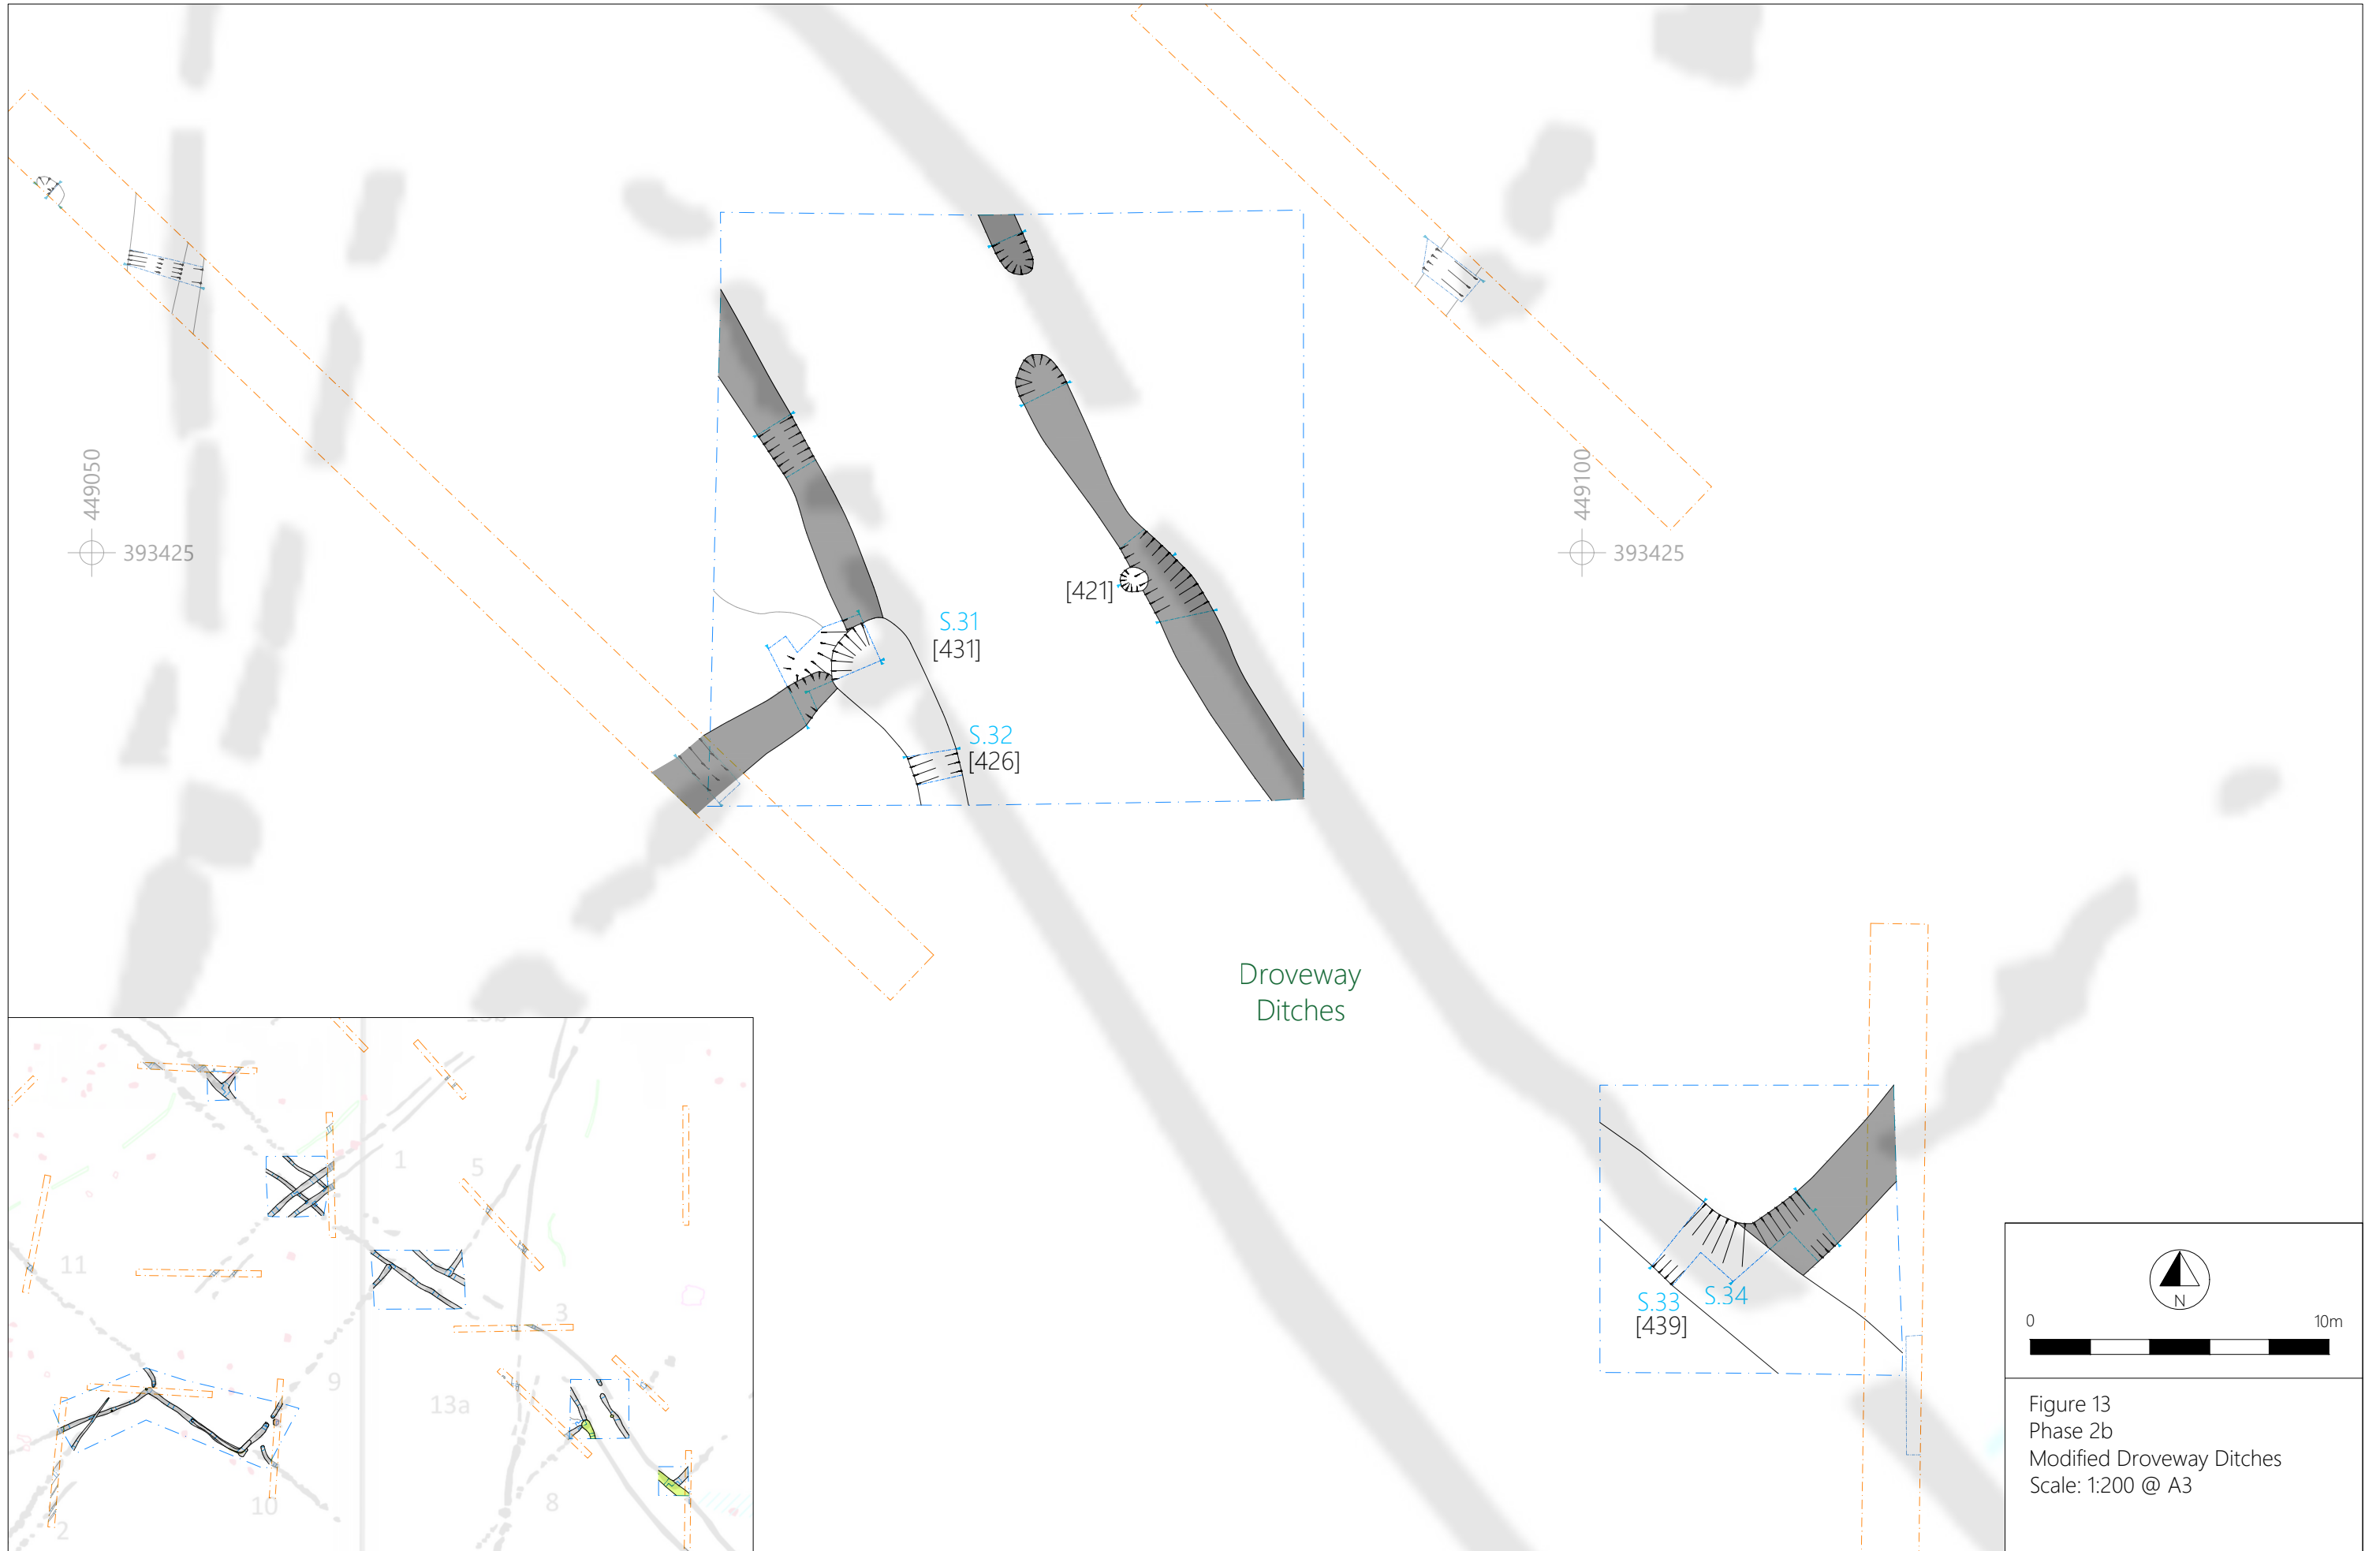 449050
393425
449100
393425
[421]
S.31
[431]
S.32
[426]
Droveway
Ditches
S.33
S.34
[439]
1
5
11
3
9
13a
10
8
2
N
0
10m
Figure 13
Phase 2b
Modified Droveway Ditches
Scale: 1:200 @ A3